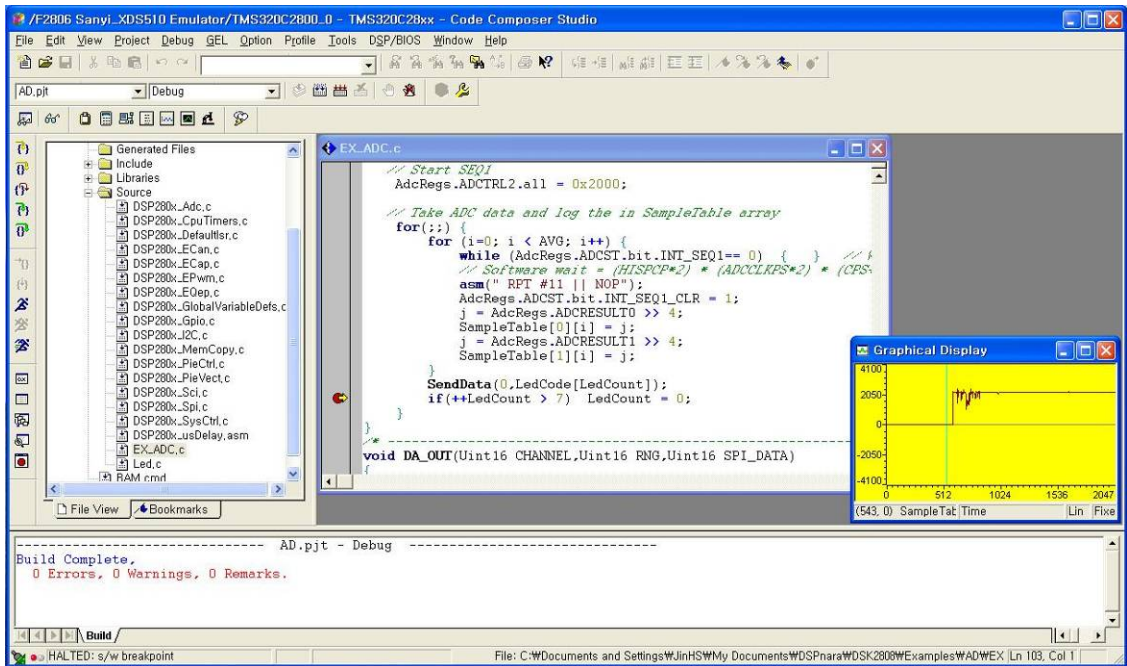 /F2806 Sanyi_XDS510 Emulator/TMS320C2800_0 - TMS320C28xx - Code Composer Studio
File Edit View Project Debug GEL Option Profile Tools DSP/BIOS Window Help
AD.pjt Debug
Generated Files
Include
Libraries
Source
DSP280x_Adc.c
DSP280x_CpuTimers.c
DSP280x_DefaultIsr.c
DSP280x_ECan.c
DSP280x_ECap.c
DSP280x_EPwm.c
DSP280x_EQep.c
DSP280x_GlobalVariableDefs.c
DSP280x_Gpio.c
DSP280x_I2C.c
DSP280x_MemCopy.c
DSP280x_PieCtrl.c
DSP280x_PieVect.c
DSP280x_Sci.c
DSP280x_Spi.c
DSP280x_SysCtrl.c
DSP280x_usDelay.asm
EX_ADC.c
Led.c
RAM.cmd
File View Bookmarks
EX_ADC.c
// Start SEQ1
AdcRegs.ADCTRL2.all = 0x2000;
// Take ADC data and log the in SampleTable array
for(;;) {
for (i=0; i < AVG; i++) {
while (AdcRegs.ADCST.bit.INT_SEQ1== 0) { } //
// Software wait = (HISPCP*2) * (ADCCLKPS*2) * (CPS
asm(" RPT #11 || NOP");
AdcRegs.ADCST.bit.INT_SEQ1_CLR = 1;
j = AdcRegs.ADCRESULT0 >> 4;
SampleTable[0][i] = j;
j = AdcRegs.ADCRESULT1 >> 4;
SampleTable[1][i] = j;
}
SendData(0,LedCode[LedCount]);
if(++LedCount > 7) LedCount = 0;
}
}
/* ----------------------------------------------------------------
void DA_OUT(Uint16 CHANNEL,Uint16 RNG,Uint16 SPI_DATA)
{
Graphical Display
4100
2050
0
-2050
-4100
0 512 1024 1536 2047
(543, 0) SampleTab Time Lin Fixe
------------------------------- AD.pjt - Debug -------------------------------
Build Complete,
0 Errors, 0 Warnings, 0 Remarks.
Build
HALTED: s/w breakpoint
File: C:₩Documents and Settings₩JinHS₩My Documents₩DSPnara₩DSK2808₩Examples₩AD₩EX Ln 103, Col 1